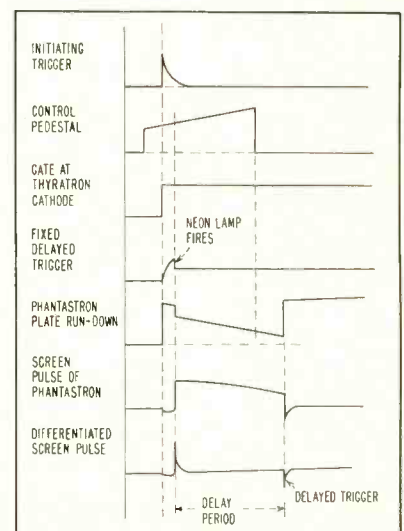 INITIATING
TRIGGER
CONTROL
PEDESTAL
GATE AT
THYRATRON
CATHODE
NEON LAMP
FIRES
FIXED
DELAYED
TRIGGER
PHANTASTRON
PLATE RUN-DOWN
SCREEN
PULSE OF
PHANTASTRON
DIFFERENTIATED
SCREEN PULSE
DELAY
PERIOD
DELAYED TRIGGER